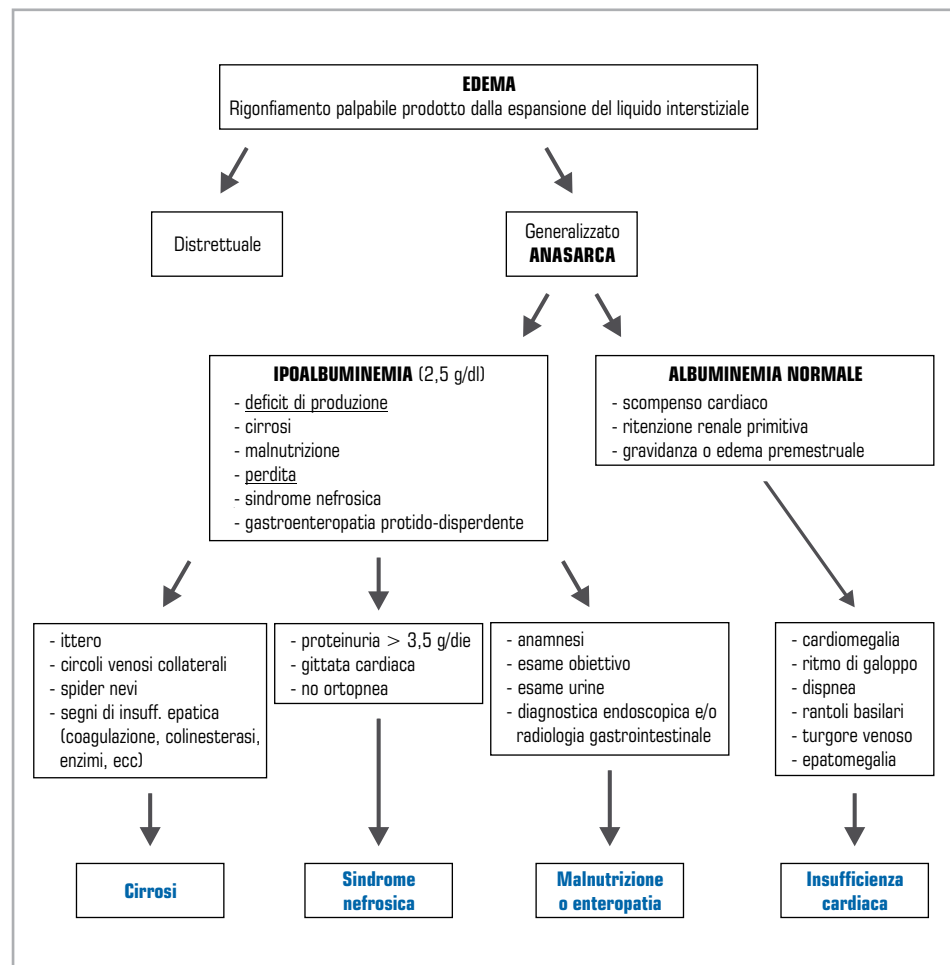 EDEMA
Rigonfiamento palpabile prodotto dalla espansione del liquido interstiziale
Distrettuale
Generalizzato
ANASARCA
IPOALBUMINEMIA (2,5 g/dl)
- deficit di produzione
- cirrosi
- malnutrizione
- perdita
- sindrome nefrosica
- gastroenteropatia protido-disperdente
ALBUMINEMIA NORMALE
- scompenso cardiaco
- ritenzione renale primitiva
- gravidanza o edema premestruale
- ittero
- circoli venosi collaterali
- spider nevi
- segni di insuff. epatica
(coagulazione, colinesterasi,
enzimi, ecc)
- proteinuria > 3,5 g/die
- gittata cardiaca
- no ortopnea
- anamnesi
- esame obiettivo
- esame urine
- diagnostica endoscopica e/o
radiologia gastrointestinale
- cardiomegalia
- ritmo di galoppo
- dispnea
- rantoli basilari
- turgore venoso
- epatomegalia
Cirrosi
Sindrome
nefrosica
Malnutrizione
o enteropatia
Insufficienza
cardiaca